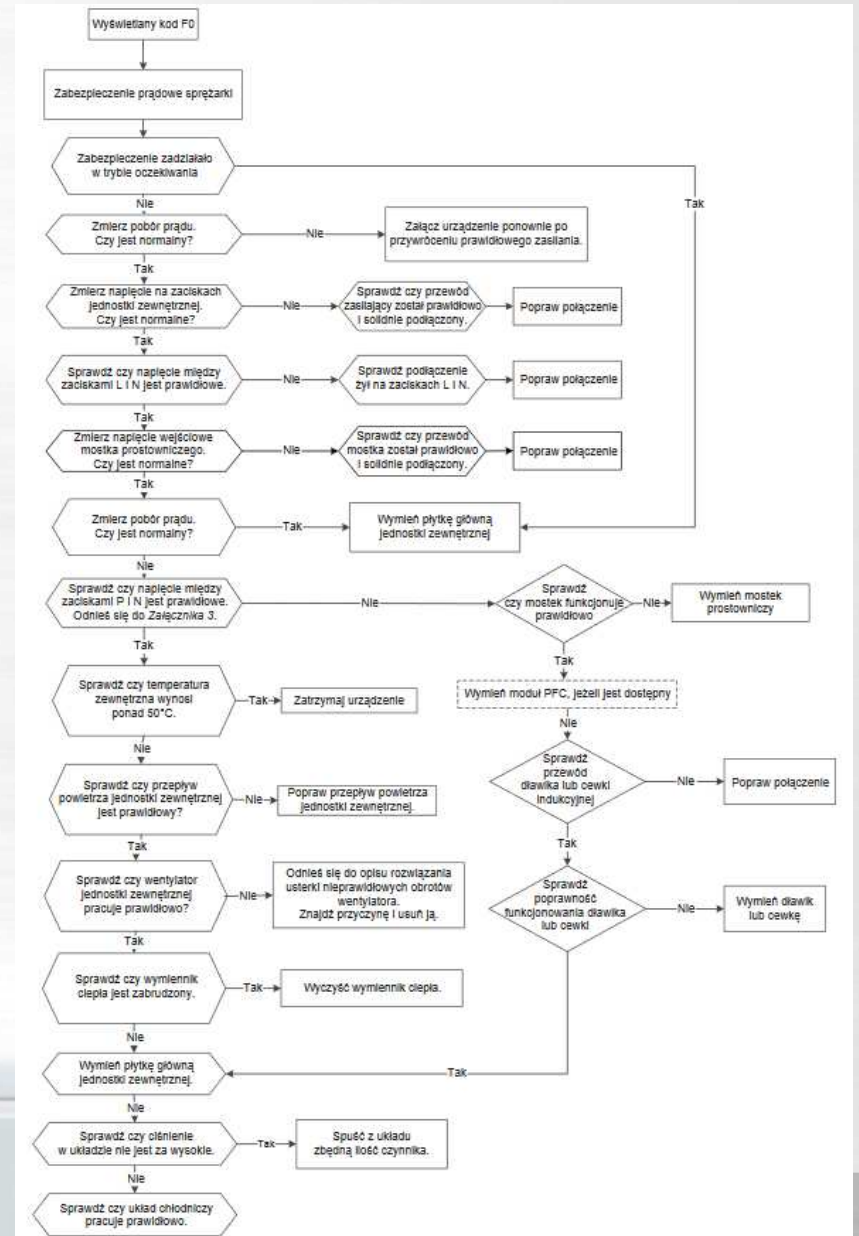 Wyświetlany kod F0
Zabezpieczenie prądowe sprężarki
Zabezpieczenie zadziałało
w trybie oczekiwania
Tak
Nie
Zmierz pobór prądu.
Czy jest normalny?
Nie
Załącz urządzenie ponownie po
przywróceniu prawidłowego zasilania.
Tak
Zmierz napięcie na zaciskach
jednostki zewnętrznej.
Czy jest normalne?
Nie
Sprawdź czy przewód
zasilający został prawidłowo
i solidnie podłączony.
Popraw połączenie
Tak
Sprawdź czy napięcie między
zaciskami L i N jest prawidłowe.
Nie
Sprawdź podłączenie
żył na zaciskach L i N.
Popraw połączenie
Tak
Zmierz napięcie wejściowe
mostka prostowniczego.
Czy jest normalne?
Nie
Sprawdź czy przewód
mostka został prawidłowo
i solidnie podłączony.
Popraw połączenie
Tak
Zmierz pobór prądu.
Czy jest normalny?
Tak
Wymień płytkę główną
jednostki zewnętrznej
Nie
Sprawdź czy napięcie między
zaciskami P i N jest prawidłowe.
Odnieś się do Załącznika 3.
Nie
Sprawdź
czy mostek funkcjonuje
prawidłowo
Nie
Wymień mostek
prostowniczy
Tak
Tak
Sprawdź czy temperatura
zewnętrzna wynosi
ponad 50°C.
Tak
Zatrzymaj urządzenie
Wymień moduł PFC, jeżeli jest dostępny
Nie
Nie
Sprawdź czy przepływ
powietrza jednostki zewnętrznej
jest prawidłowy?
Nie
Popraw przepływ powietrza
jednostki zewnętrznej.
Sprawdź
przewód
dławika lub cewki
indukcyjnej
Nie
Popraw połączenie
Tak
Tak
Sprawdź czy wentylator
jednostki zewnętrznej
pracuje prawidłowo?
Nie
Odnieś się do opisu rozwiązania
usterki nieprawidłowych obrotów
wentylatora.
Znajdź przyczynę i usuń ją.
Sprawdź
poprawność
funkcjonowania dławika
lub cewki
Nie
Wymień dławik
lub cewkę
Tak
Sprawdź czy wymiennik
ciepła jest zabrudzony.
Tak
Wyczyść wymiennik ciepła.
Nie
Wymień płytkę główną
jednostki zewnętrznej.
Tak
Nie
Sprawdź czy ciśnienie
w układzie nie jest za wysokie.
Tak
Spuść z układu
zbędną ilość czynnika.
Nie
Sprawdź czy układ chłodniczy
pracuje prawidłowo.